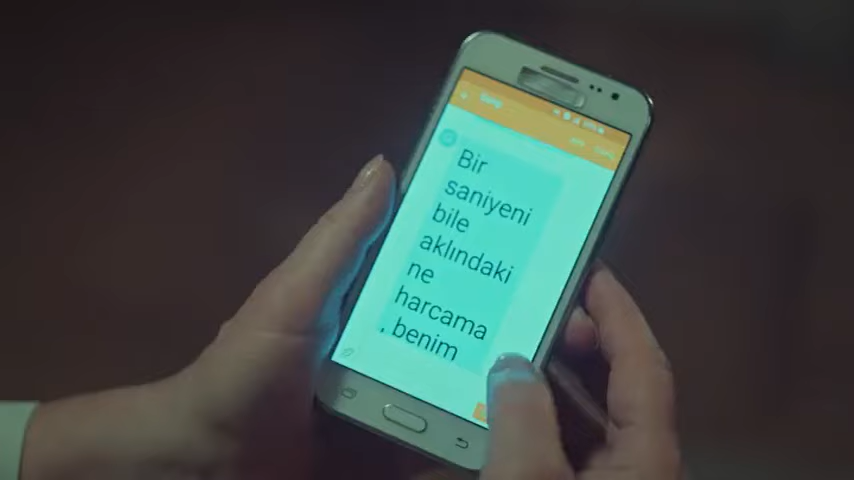 Bir
saniyeni
bile
aklındaki
ne
harcama
, benim